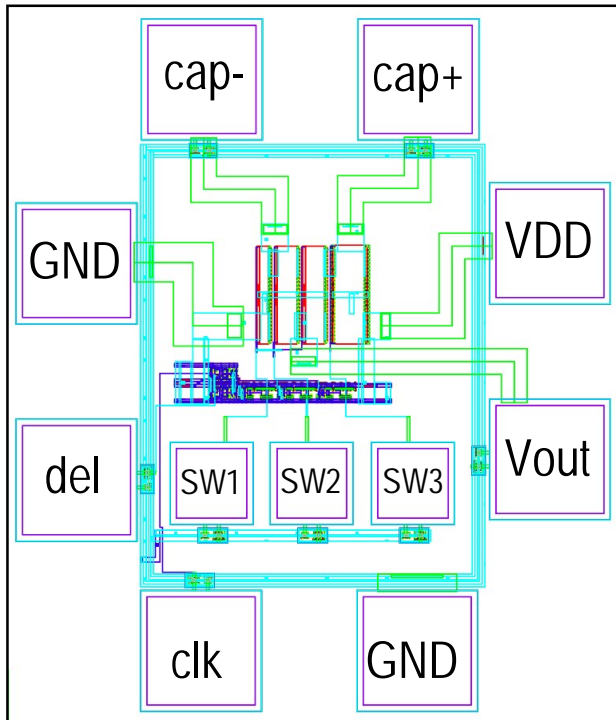 cap-
cap+
GND
VDD
del
SW1
SW2
SW3
Vout
clk
GND